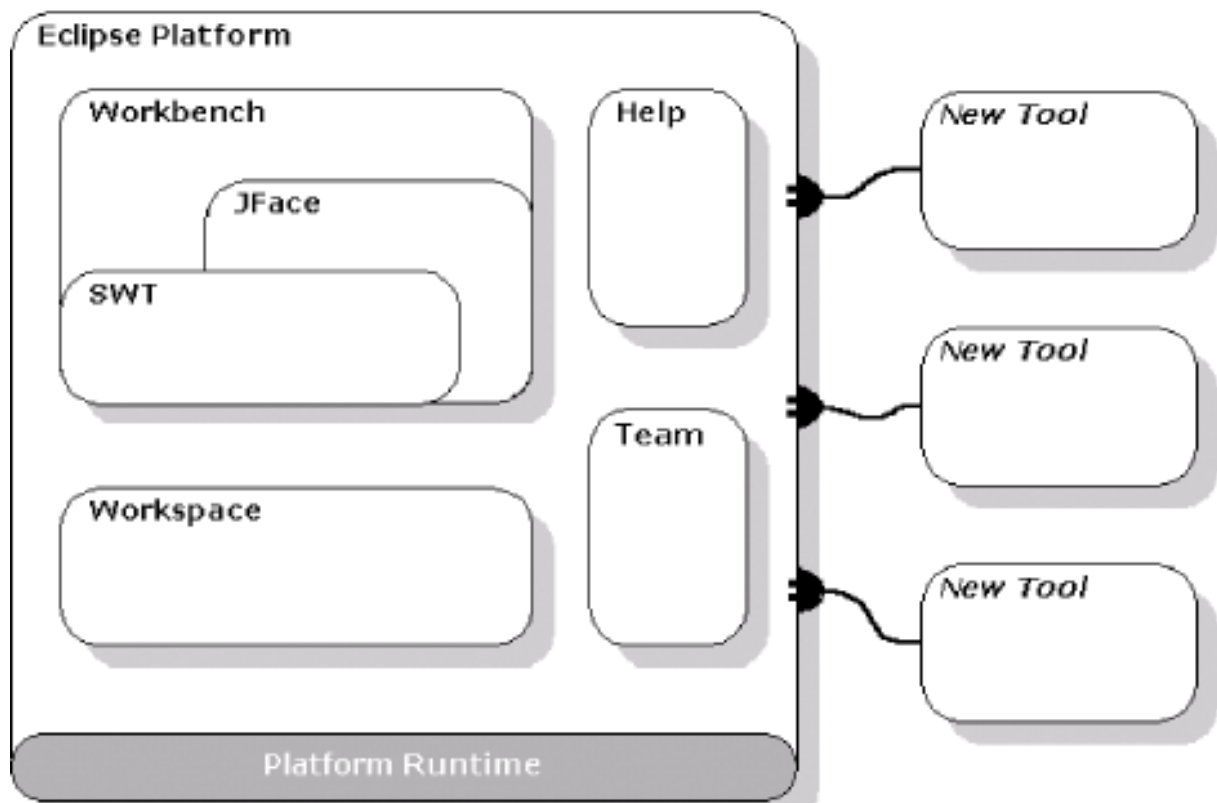 Eclipse Platform
Workbench
JFace
SWT
Workspace
Help
Team
Platform Runtime
New Tool
New Tool
New Tool